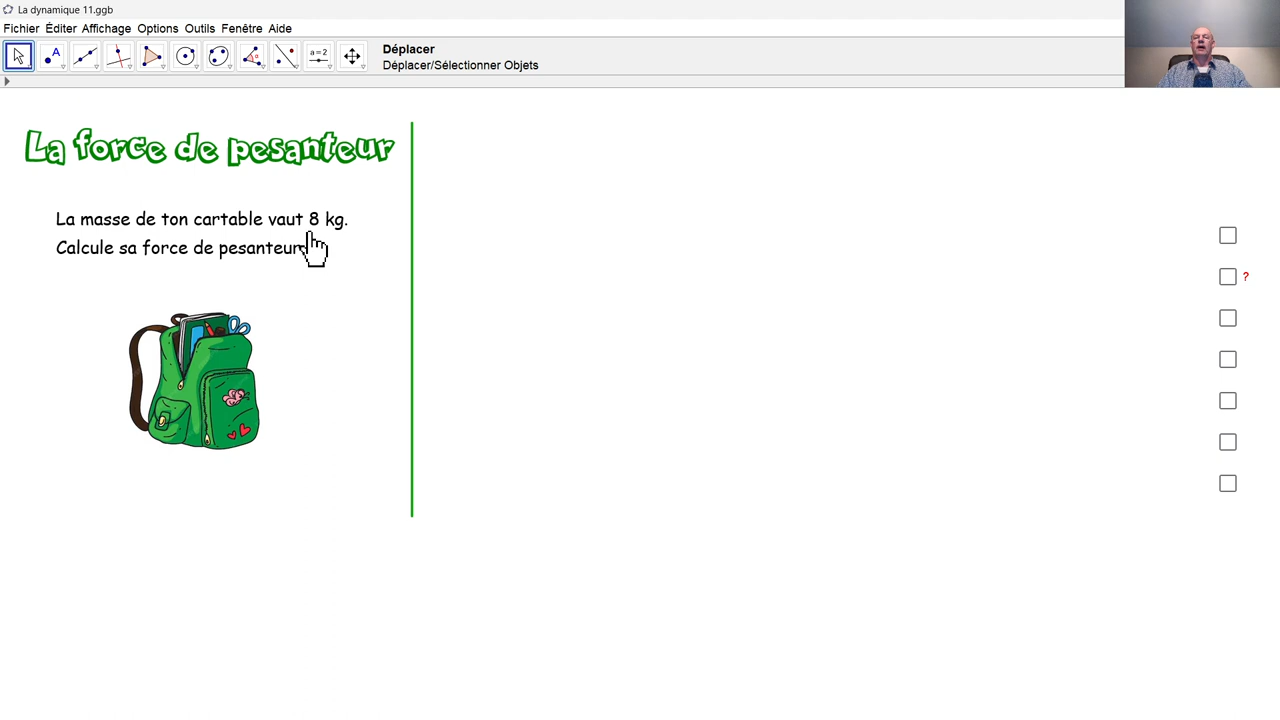 La dynamique 11.ggb
Fichier Éditer Affichage Options Outils Fenêtre Aide
A
a=2
Déplacer
Déplacer/Sélectionner Objets
La force de pesanteur
La masse de ton cartable vaut 8 kg.
Calcule sa force de pesanteur
?